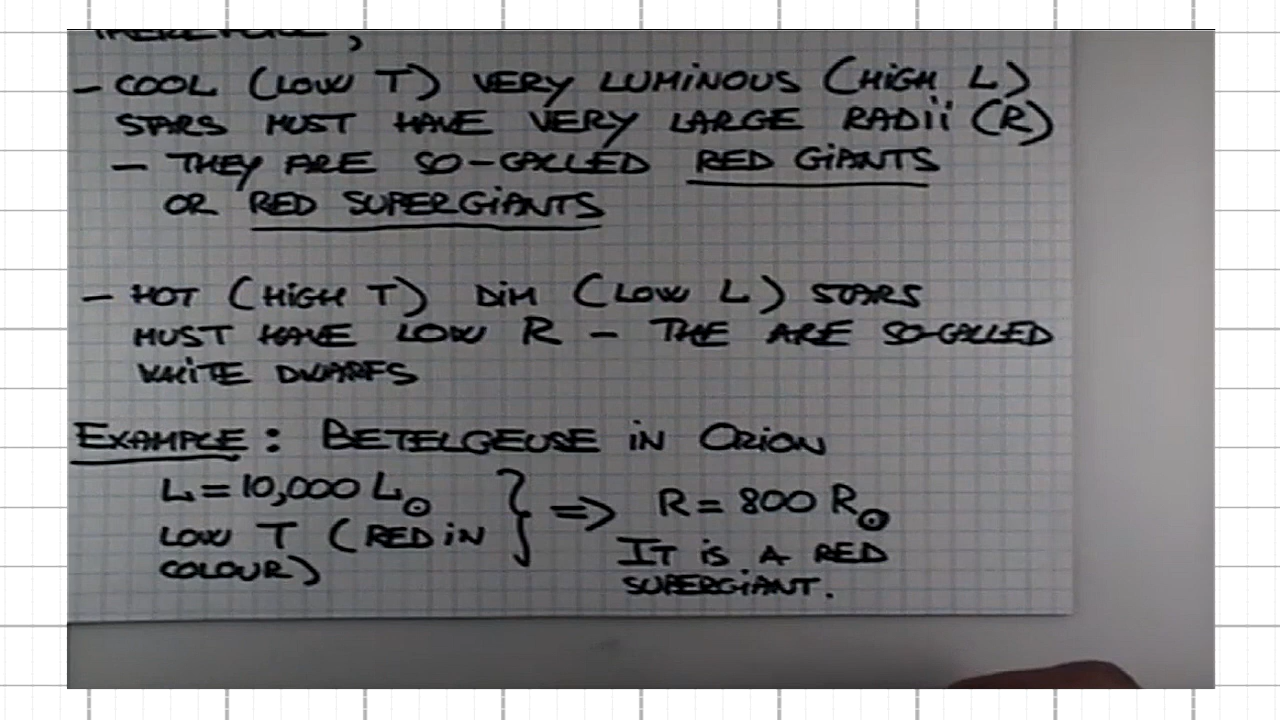 THEREFORE,
- COOL (LOW T) VERY LUMINOUS (HIGH L)
STARS MUST HAVE VERY LARGE RADII (R)
- THEY ARE SO-CALLED RED GIANTS
OR RED SUPERGIANTS
- HOT (HIGH T) DIM (LOW L) STARS
MUST HAVE LOW R - THE ARE SO-CALLED
WHITE DWARFS
EXAMPLE: BETELGEUSE IN ORION
L = 10,000 L☉ } => R = 800 R☉
LOW T (RED IN
IT IS A RED
COLOUR)
SUPERGIANT.